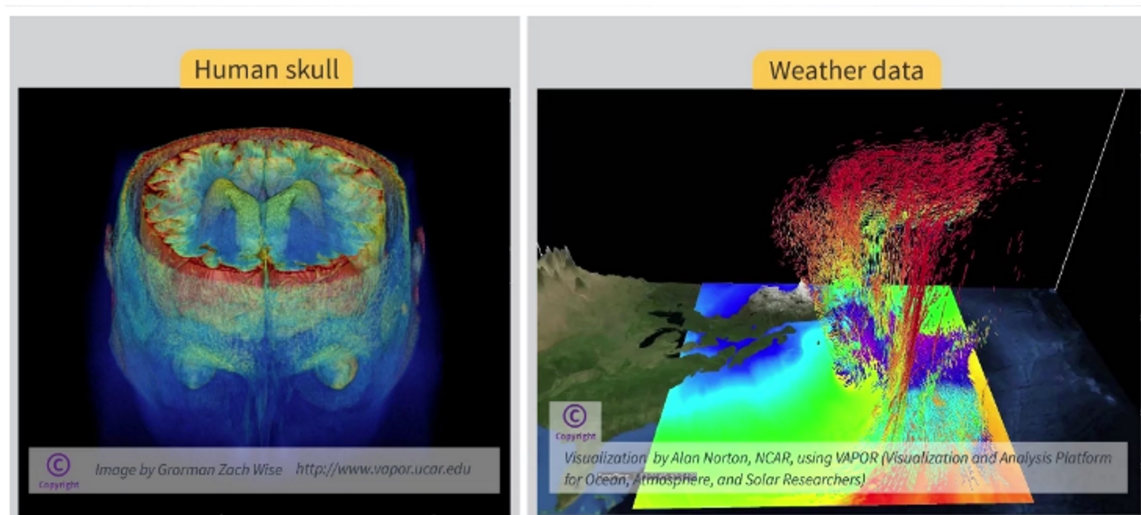 Human skull
© Copyright
Image by Grorman Zach Wise http://www.vapor.ucar.edu
Weather data
© Copyright
Visualization by Alan Norton, NCAR, using VAPOR (Visualization and Analysis Platform
for Ocean, Atmosphere, and Solar Researchers)